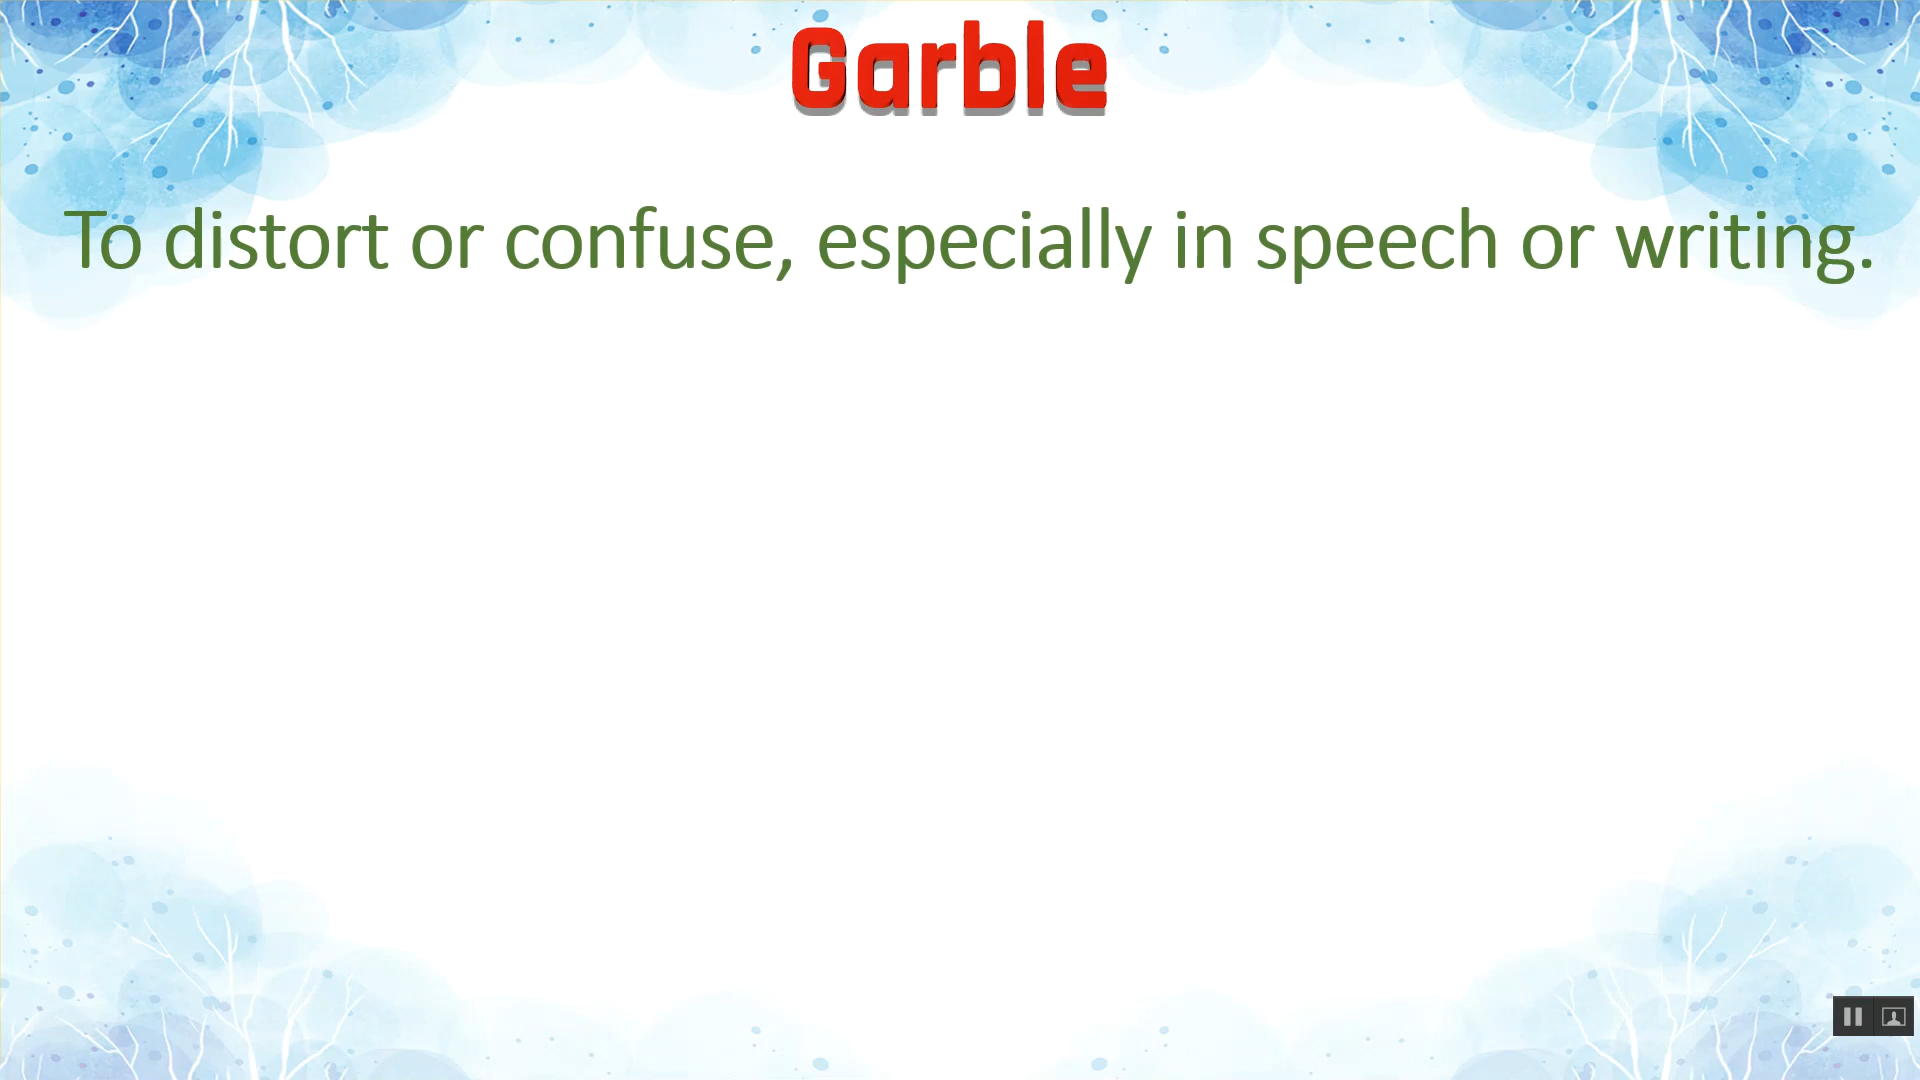 Garble
To distort or confuse, especially in speech or writing.